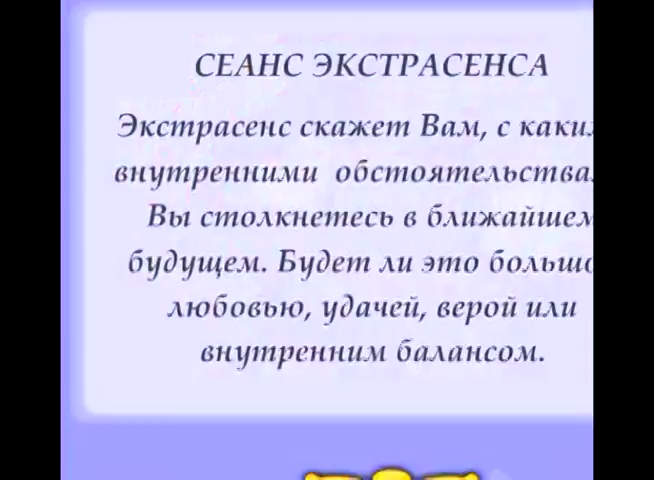 СЕАНС ЭКСТРАСЕНСА
Экстрасенс скажет Вам, с
внутренними обстоятельства
Вы столкнетесь в ближайшем
будущем. Будет ли это
любовью, удачей, верой или
внутренним балансом.